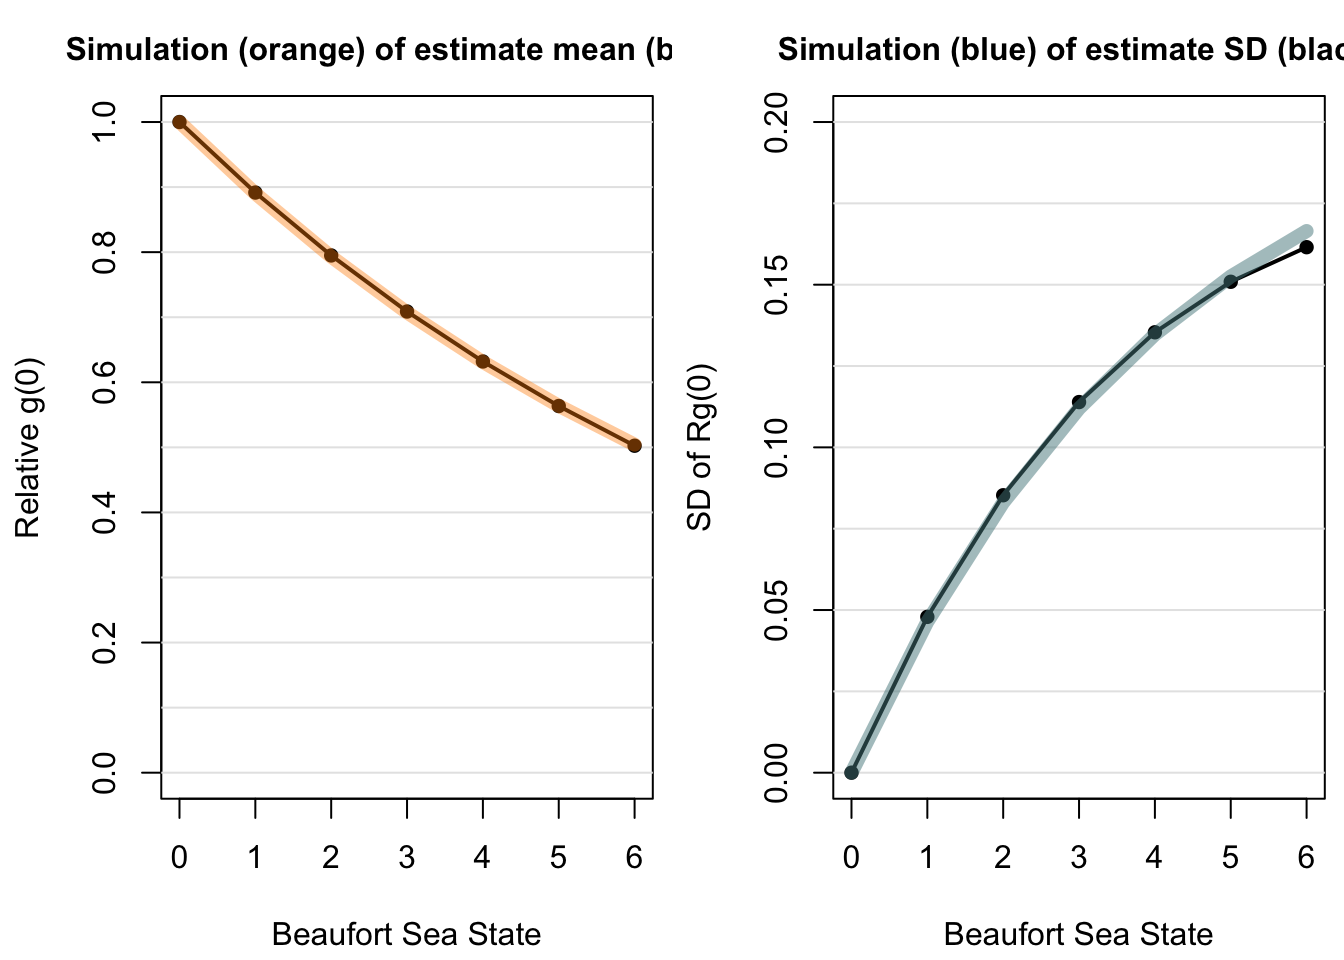 Simulation (orange) of estimate mean (b
Relative g(0)
1.0
0.8
0.6
0.4
0.2
0.0
0 1 2 3 4 5 6
Beaufort Sea State
Simulation (blue) of estimate SD (blac
SD of Rg(0)
0.20
0.15
0.10
0.05
0.00
0 1 2 3 4 5 6
Beaufort Sea State